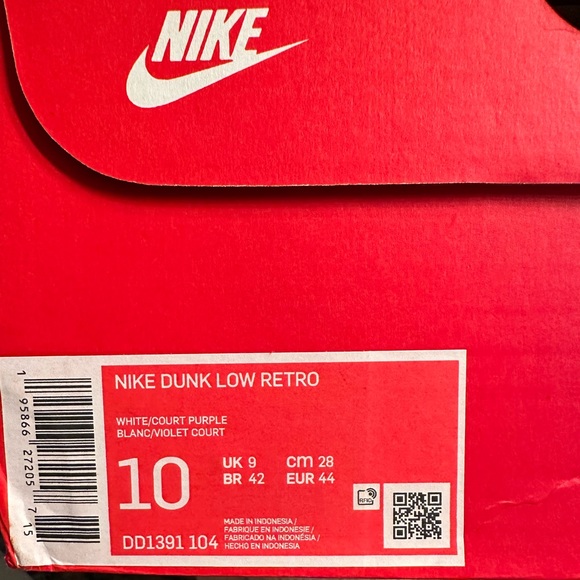 NIKE
NIKE DUNK LOW RETRO
WHITE/COURT PURPLE
BLANC/VIOLET COURT
10
UK 9
cm 28
BR 42
EUR 44
MADE IN INDONESIA/
FABRIQUE EN INDONESIE/
FABRICADO NA INDONÉSIA/
HECHO EN INDONESIA
DD1391 104
RFID
1 95866 27205 7 15